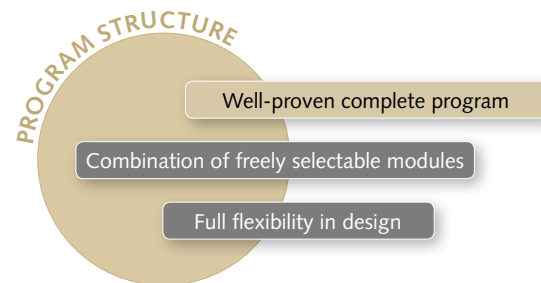 PROGRAM STRUCTURE
Well-proven complete program
Combination of freely selectable modules
Full flexibility in design